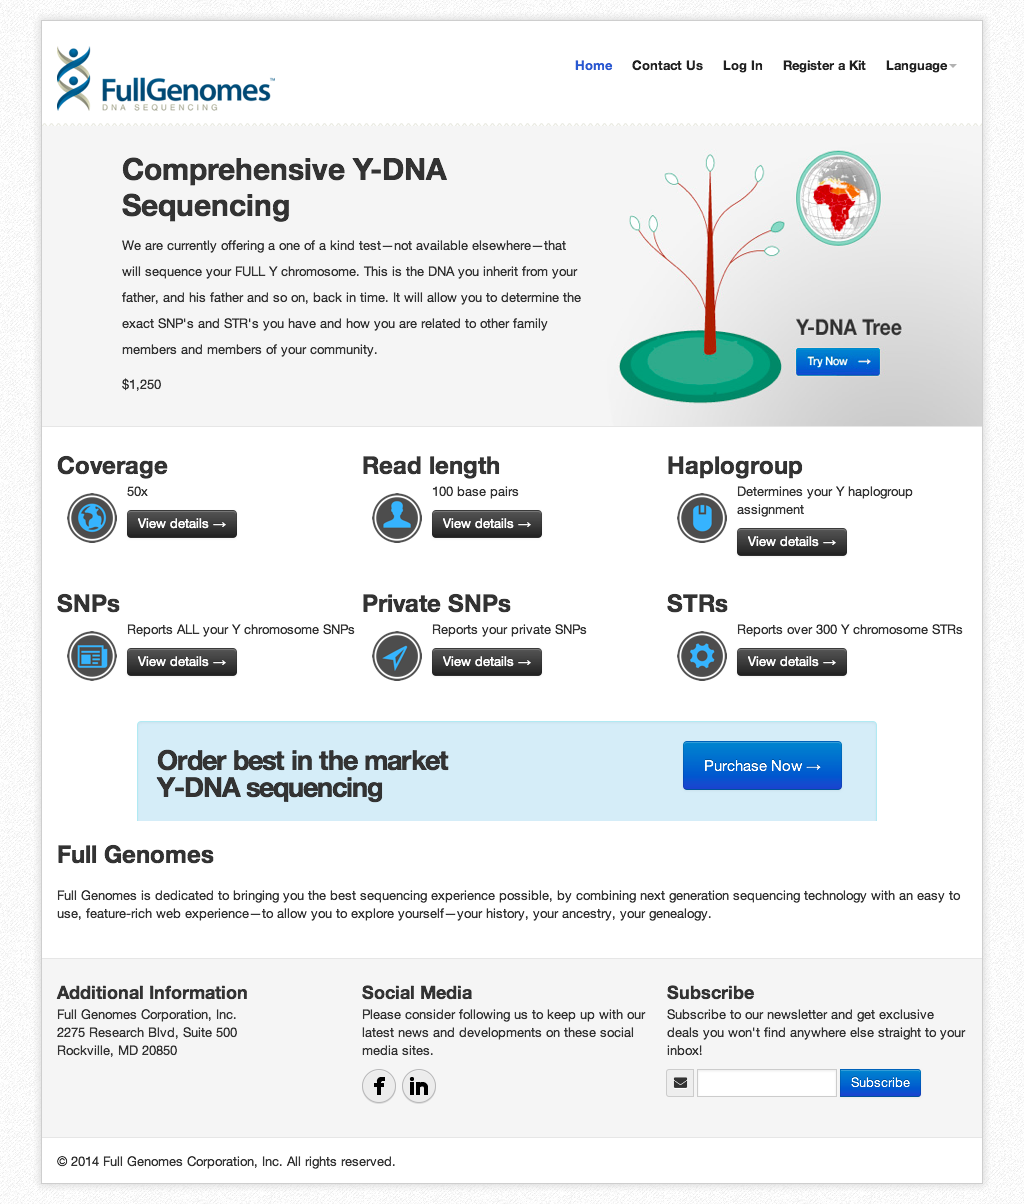 FullGenomes™
DNA SEQUENCING
Home Contact Us Log In Register a Kit Language
Comprehensive Y-DNA
Sequencing
We are currently offering a one of a kind test—not available elsewhere—that
will sequence your FULL Y chromosome. This is the DNA you inherit from your
father, and his father and so on, back in time. It will allow you to determine the
exact SNP's and STR's you have and how you are related to other family
members and members of your community.
$1,250
Y-DNA Tree
Try Now →
Coverage
50x
View details →
Read length
100 base pairs
View details →
Haplogroup
Determines your Y haplogroup
assignment
View details →
SNPs
Reports ALL your Y chromosome SNPs
View details →
Private SNPs
Reports your private SNPs
View details →
STRs
Reports over 300 Y chromosome STRs
View details →
Order best in the market
Y-DNA sequencing
Purchase Now →
Full Genomes
Full Genomes is dedicated to bringing you the best sequencing experience possible, by combining next generation sequencing technology with an easy to
use, feature-rich web experience—to allow you to explore yourself—your history, your ancestry, your genealogy.
Additional Information
Full Genomes Corporation, Inc.
2275 Research Blvd, Suite 500
Rockville, MD 20850
Social Media
Please consider following us to keep up with our
latest news and developments on these social
media sites.
f in
Subscribe
Subscribe to our newsletter and get exclusive
deals you won't find anywhere else straight to your
inbox!
Subscribe
© 2014 Full Genomes Corporation, Inc. All rights reserved.